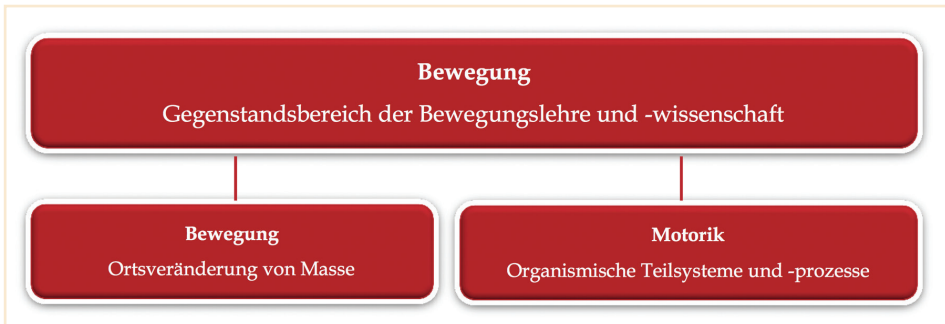 Bewegung
Gegenstandsbereich der Bewegungslehre und -wissenschaft
Bewegung
Ortsveränderung von Masse
Motorik
Organismische Teilsysteme und -prozesse